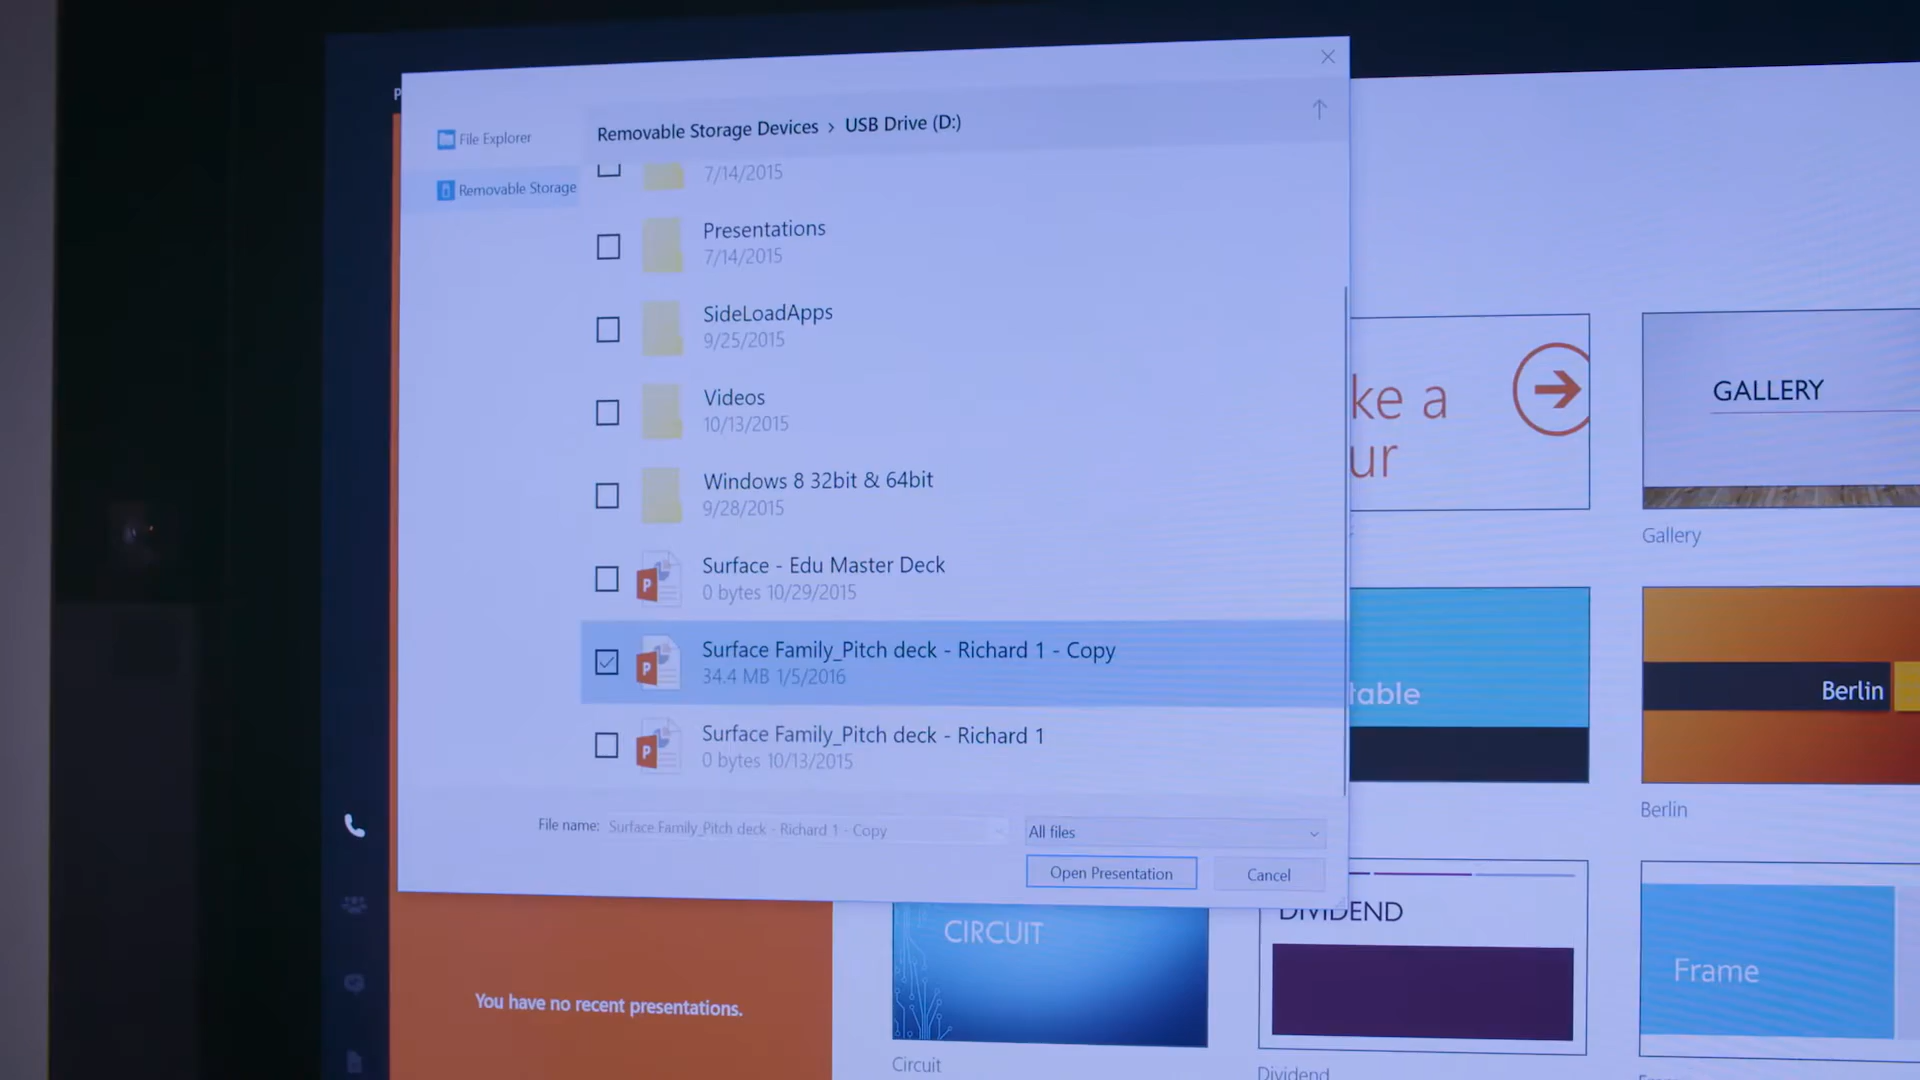 File Explorer
Removable Storage
Removable Storage Devices > USB Drive (D:)
7/14/2015
Presentations
7/14/2015
SideLoadApps
9/25/2015
Videos
10/13/2015
Windows 8 32bit & 64bit
9/28/2015
Surface - Edu Master Deck
0 bytes 10/29/2015
Surface Family_Pitch deck - Richard 1 - Copy
34.4 MB 1/5/2016
Surface Family_Pitch deck - Richard 1
0 bytes 10/13/2015
File name: Surface Family_Pitch deck - Richard 1 - Copy
All files
Open Presentation
Cancel
P
ke a
ur
GALLERY
Gallery
table
Berlin
Berlin
You have no recent presentations.
CIRCUIT
Circuit
DIVIDEND
Dividend
Frame